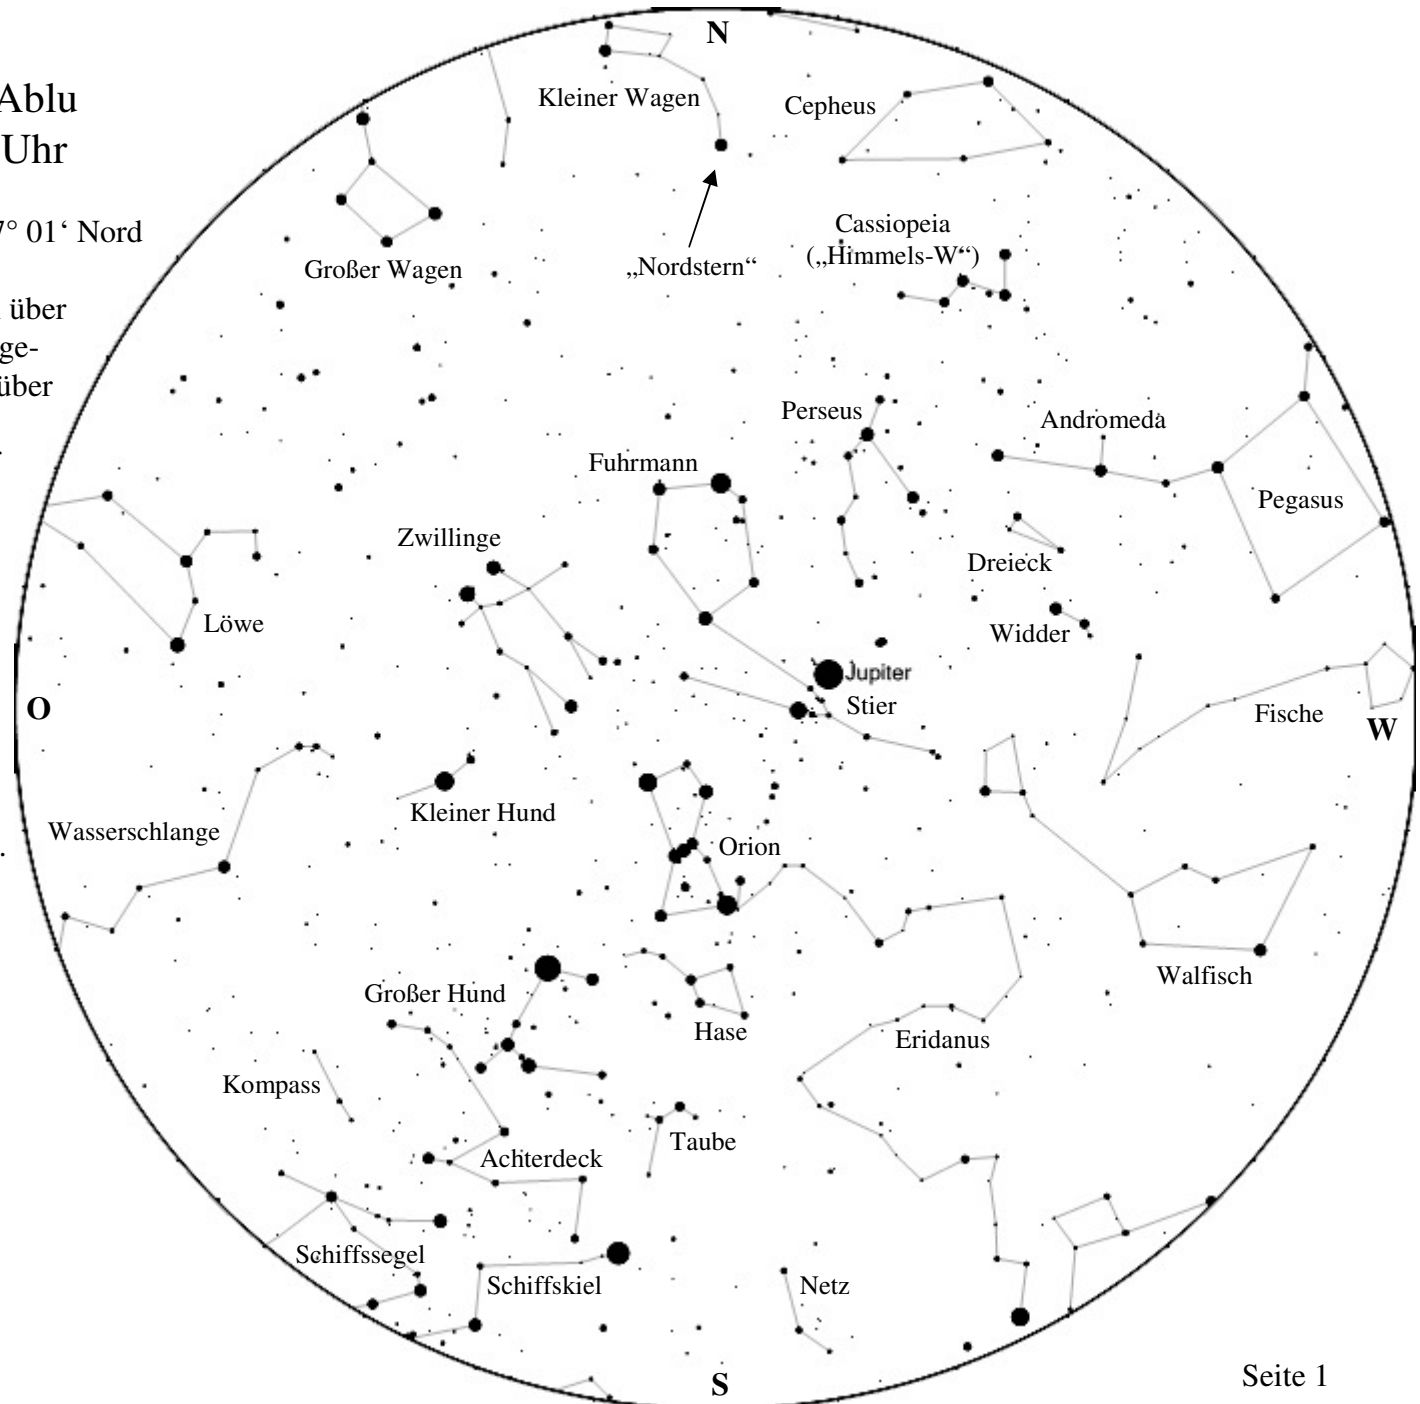 Ablu
Uhr
7° 01‘ Nord
über
ge-
über
N
Kleiner Wagen
Cepheus
Großer Wagen
„Nordstern“
Cassiopeia
(„Himmels-W“)
Perseus
Andromeda
Fuhrmann
Pegasus
Zwillinge
Dreieck
Löwe
Widder
Jupiter
Stier
O
Fische
W
Kleiner Hund
Wasserschlange
Orion
Walfisch
Großer Hund
Hase
Eridanus
Kompass
Taube
Achterdeck
Schiffssegel
Schiffskiel
Netz
S
Seite 1